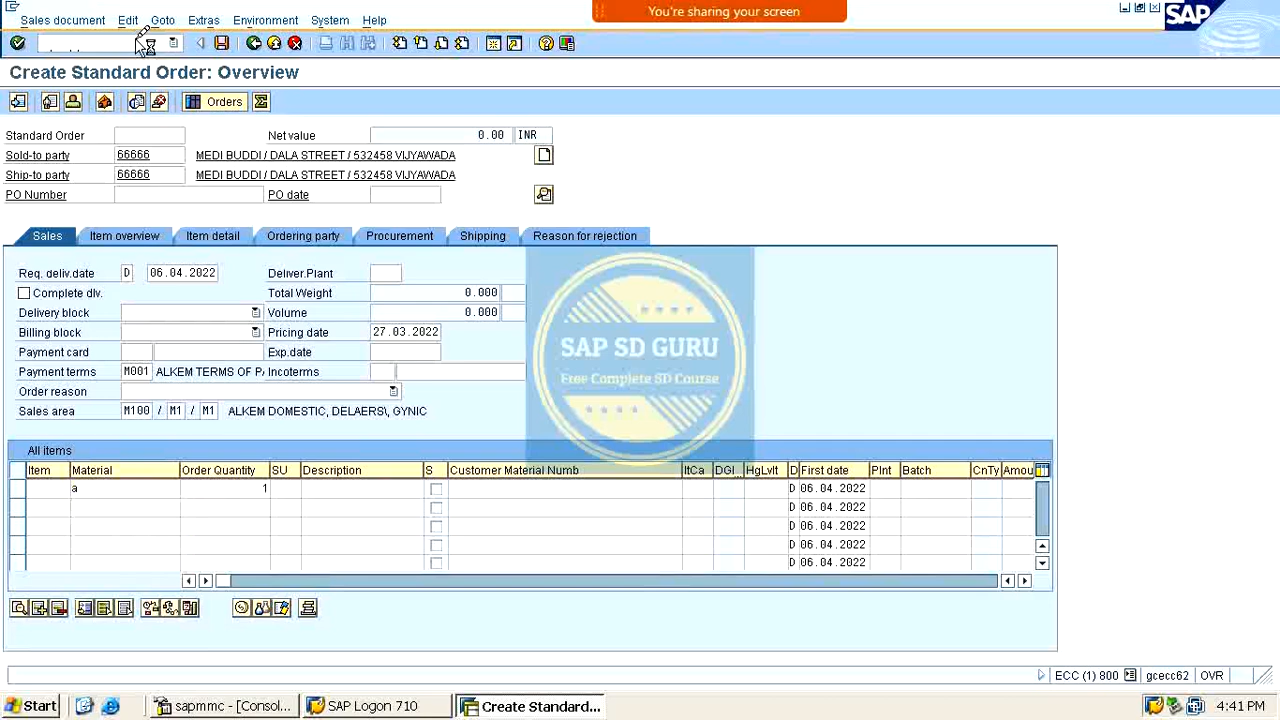 You're sharing your screen
Sales document Edit Goto Extras Environment System Help
SAP
Create Standard Order: Overview
Orders
Standard Order Net value 0.00 INR
Sold-to party 66666 MEDI BUDDI / DALA STREET / 532458 VIJYAWADA
Ship-to party 66666 MEDI BUDDI / DALA STREET / 532458 VIJYAWADA
PO Number PO date
Sales Item overview Item detail Ordering party Procurement Shipping Reason for rejection
Req. deliv.date D 06.04.2022 Deliver.Plant
Complete dlv. Total Weight 0.000
Delivery block Volume 0.000
Billing block Pricing date 27.03.2022
Payment card Exp.date
Payment terms M001 ALKEM TERMS OF PA Incoterms
Order reason
Sales area M100 / M1 / M1 ALKEM DOMESTIC, DELAERS\, GYNIC
SAP SD GURU
Free Complete SD Course
All items
Item Material Order Quantity SU Description S Customer Material Numb ItCa DGI... HgLvIt D First date Plnt Batch CnTy Amou
a 1 D 06.04.2022
D 06.04.2022
D 06.04.2022
D 06.04.2022
D 06.04.2022
ECC (1) 800 gcecc62 OVR
Start sapmmc - [Consol... SAP Logon 710 Create Standard... 4:41 PM